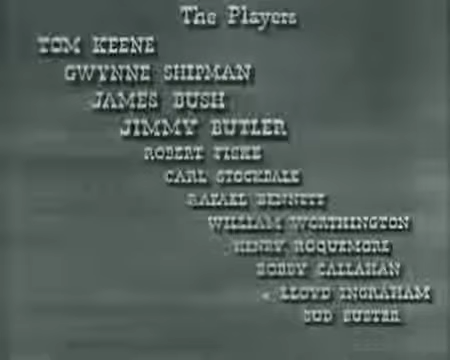 The Players
TOM KEENE
GWYNNE SHIPMAN
JAMES BUSH
JIMMY BUTLER
ROBERT FISKE
CARL STOCKDALE
RAFAEL BENNETT
WILLIAM WORTHINGTON
HENRY ROQUEMORE
BOBBY CALLAHAN
LLOYD INGRAHAM
BUD BUSTER